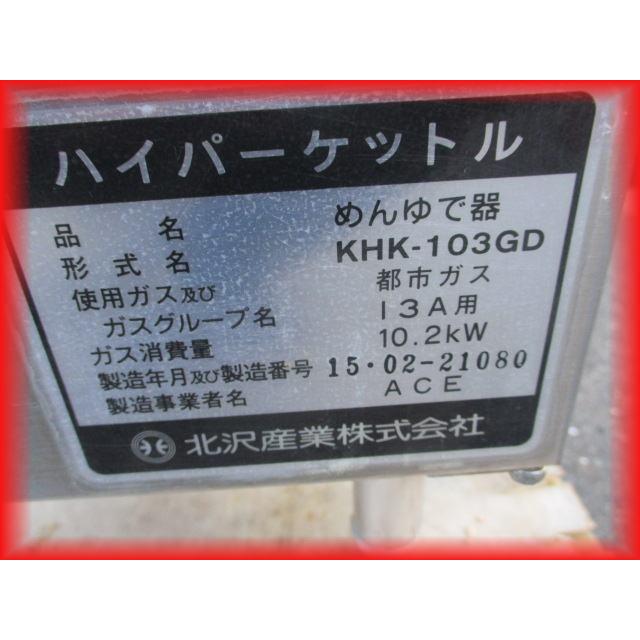 ハイパーケットル
品名 めんゆで器
形式名 KHK-103GD
使用ガス及び 都市ガス
ガスグループ名 13A用
ガス消費量 10.2kW
製造年月及び製造番号 15・02-21080
製造事業者名 ACE
北沢産業株式会社